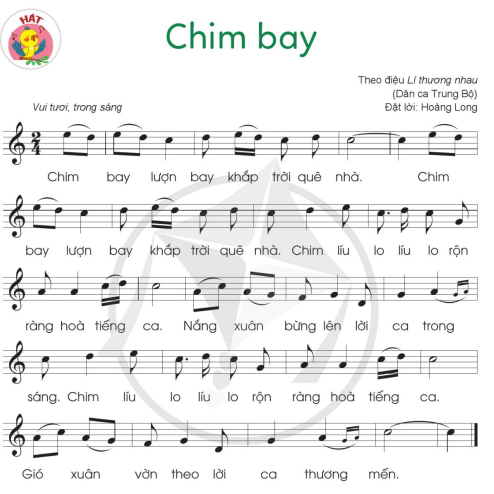 HÁT
Chim bay
Theo điệu Lí thương nhau
(Dân ca Trung Bộ)
Vui tươi, trong sáng
Đặt lời: Hoàng Long
2
4
Chim bay lượn bay khắp trời quê nhà. Chim
bay lượn bay khắp trời quê nhà. Chim líu lo líu lo rộn
ràng hoà tiếng ca. Nắng xuân bừng lên lời ca trong
sáng. Chim líu lo líu lo rộn ràng hoà tiếng ca.
Gió xuân vờn theo lời ca thương mến.